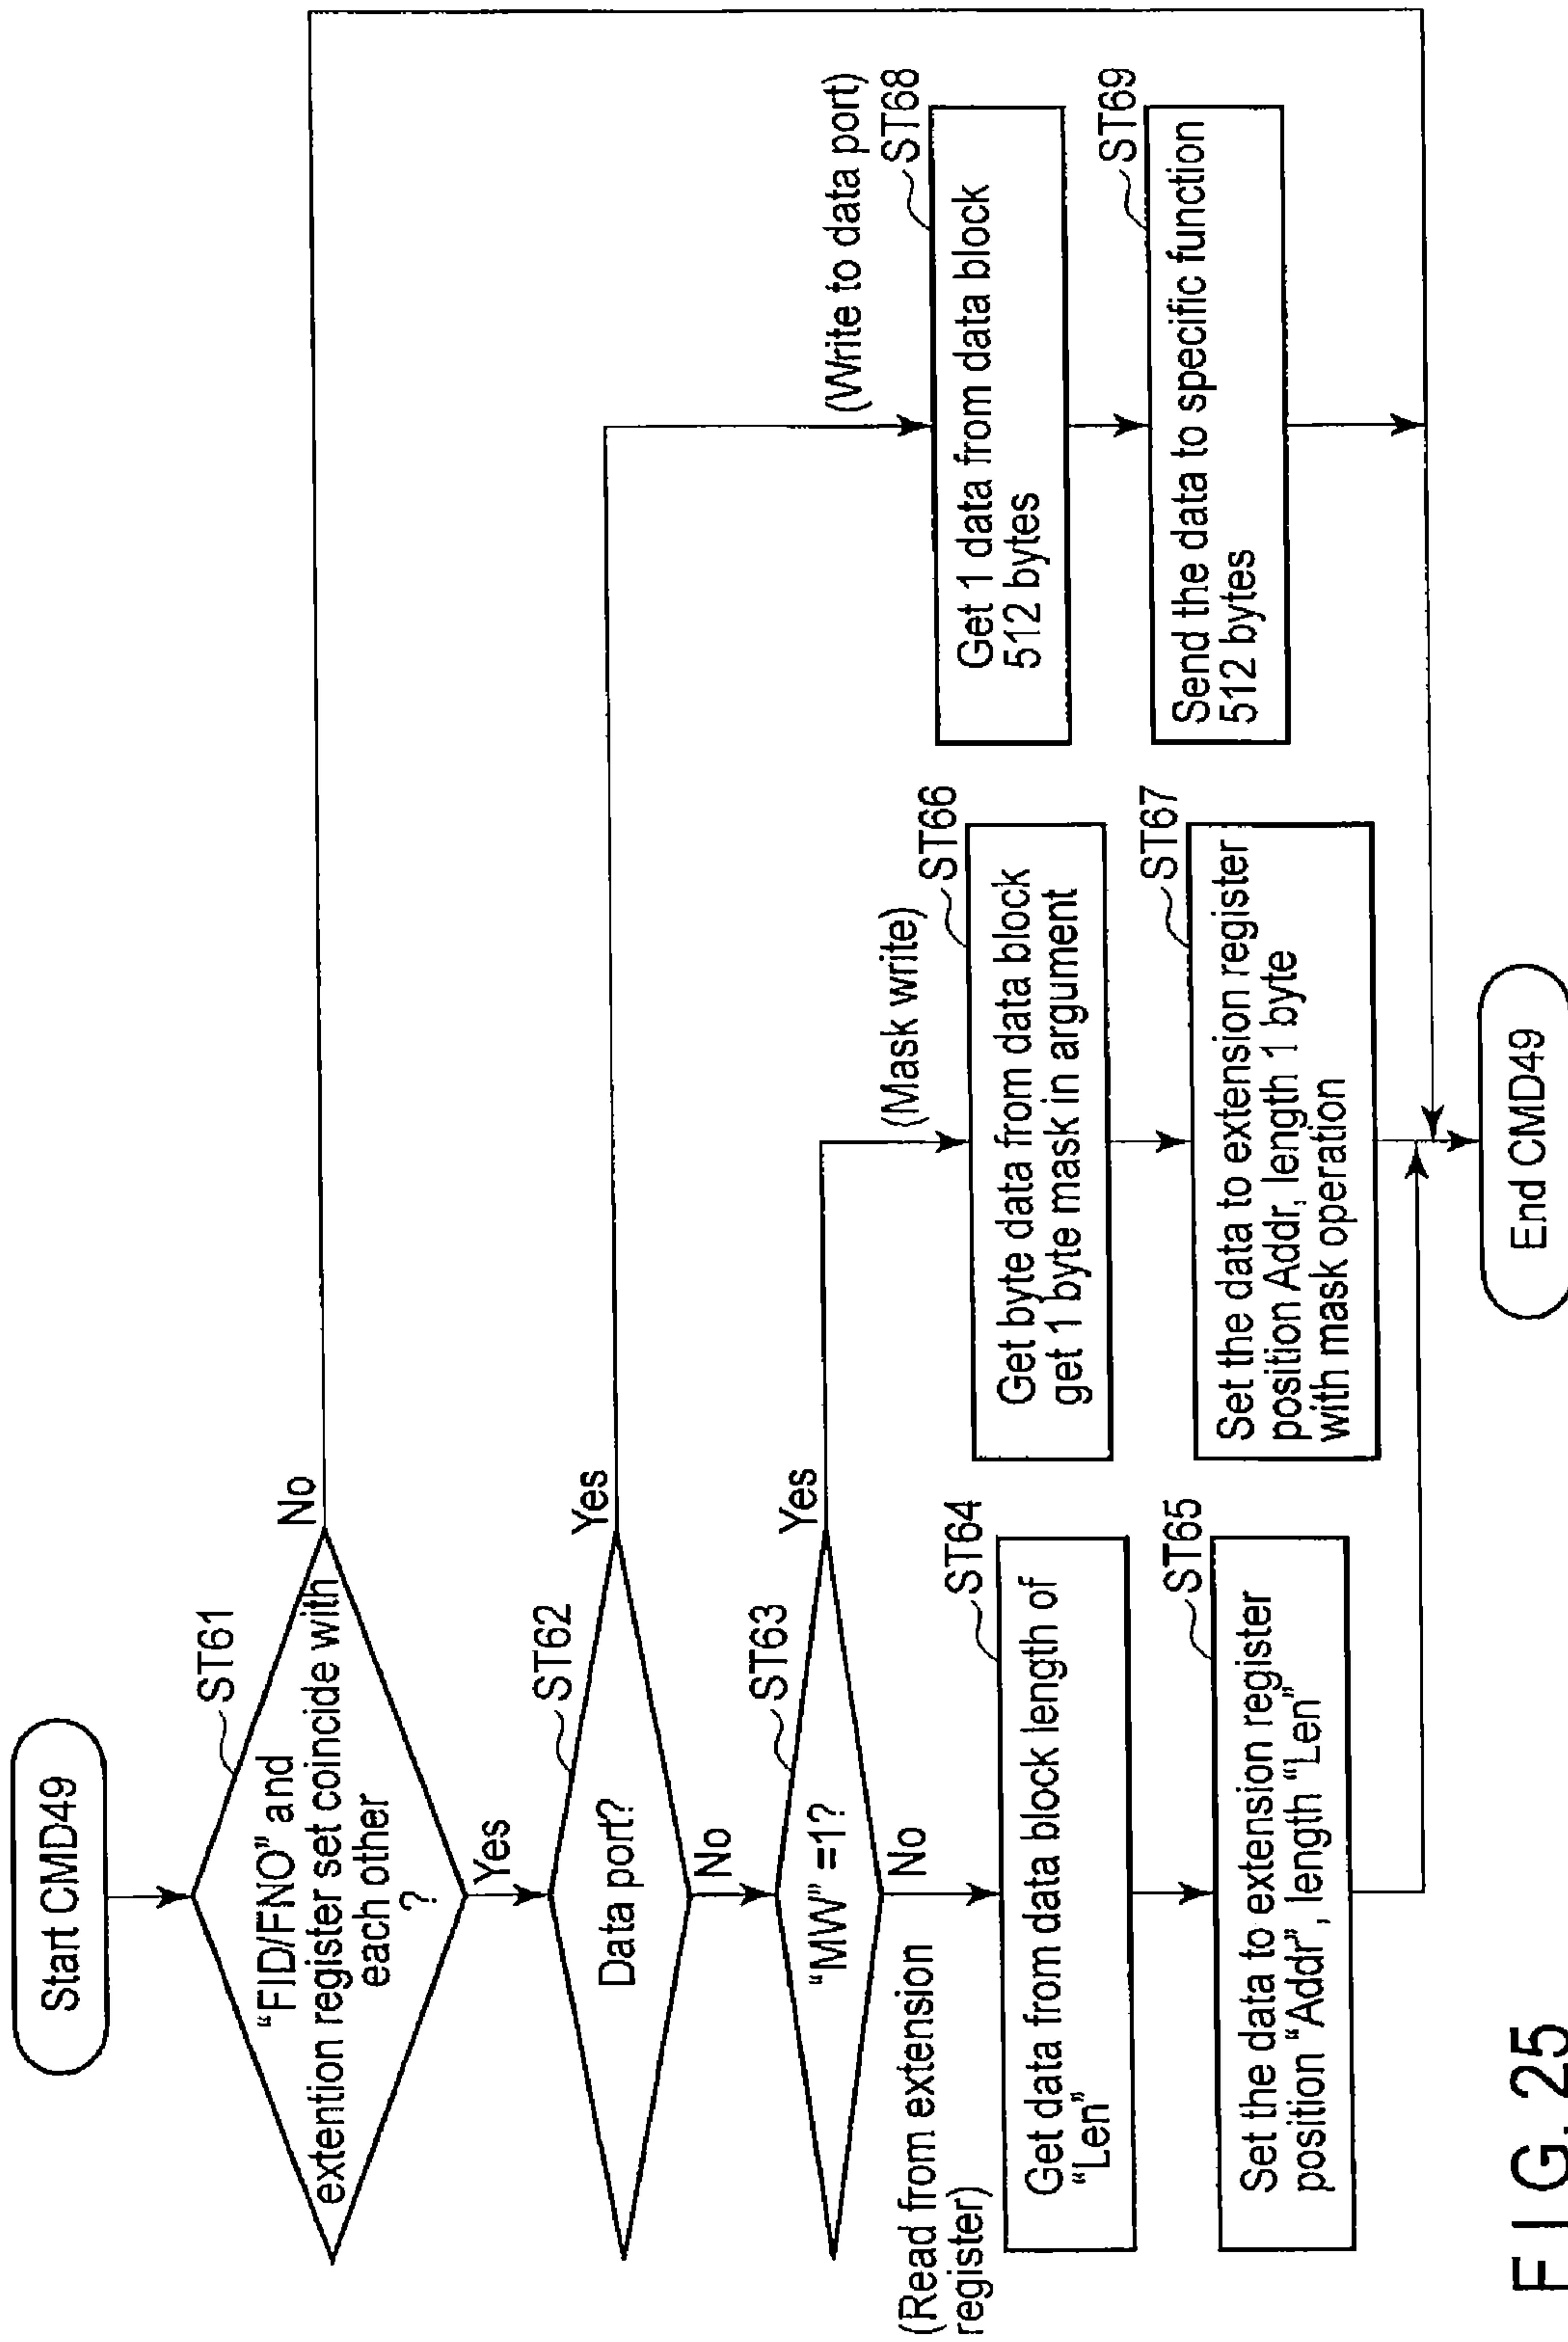 Start CMD49
ST61
“FID/FNO” and
extention register set coincide with
each other
?
No
Yes
ST62
Data port?
Yes
No
ST63
“MW” =1?
Yes
No
(Read from extension
register)
ST64
Get data from data block length of
“Len”
ST65
Set the data to extension register
position “Addr”, length “Len”
(Mask write)
ST66
Get byte data from data block
get 1 byte mask in argument
ST67
Set the data to extension register
position Addr, length 1 byte
with mask operation
(Write to data port)
ST68
Get 1 data from data block
512 bytes
ST69
Send the data to specific function
512 bytes
End CMD49
F I G. 25